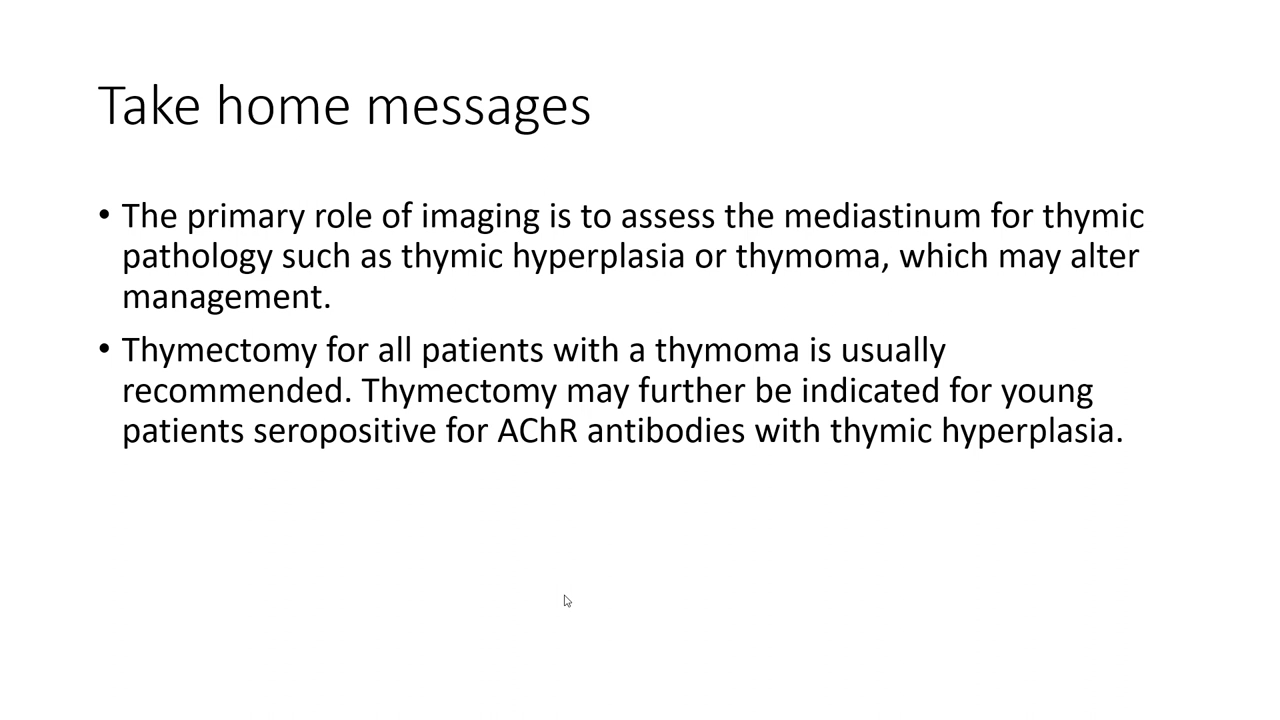 Take home messages
• The primary role of imaging is to assess the mediastinum for thymic
pathology such as thymic hyperplasia or thymoma, which may alter
management.
• Thymectomy for all patients with a thymoma is usually
recommended. Thymectomy may further be indicated for young
patients seropositive for AChR antibodies with thymic hyperplasia.